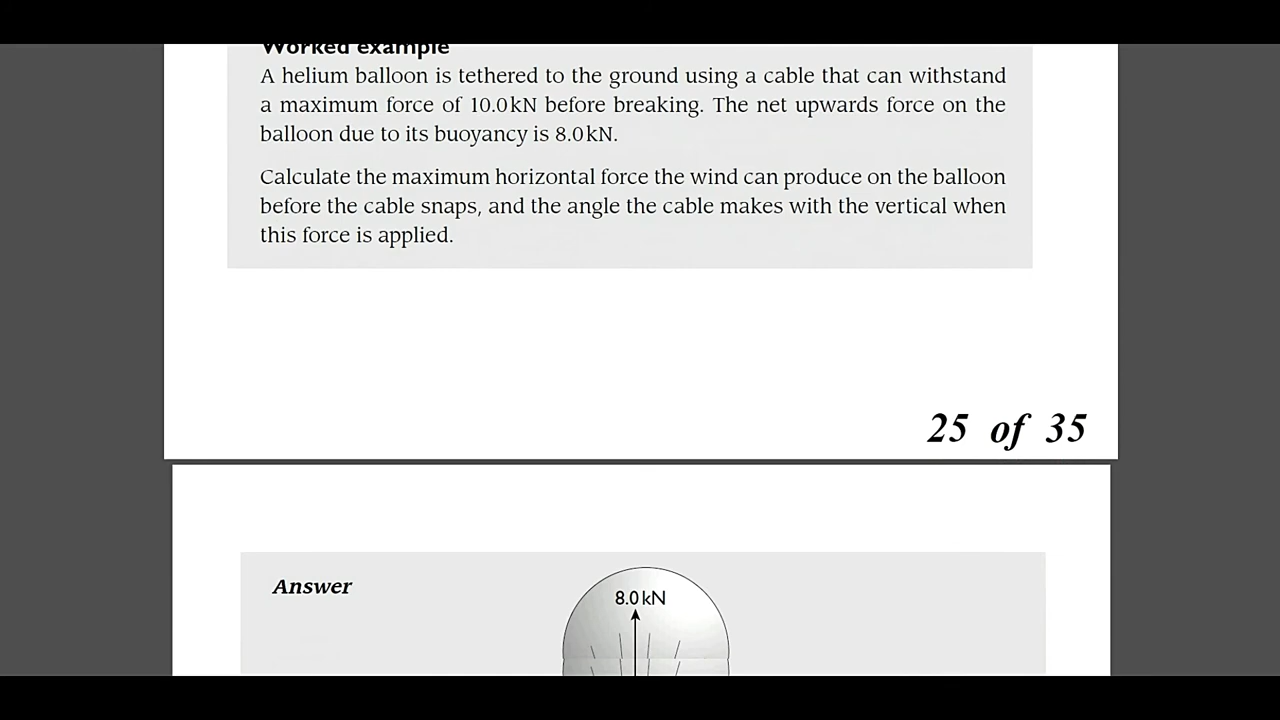 Worked example
A helium balloon is tethered to the ground using a cable that can withstand
a maximum force of 10.0 kN before breaking. The net upwards force on the
balloon due to its buoyancy is 8.0 kN.
Calculate the maximum horizontal force the wind can produce on the balloon
before the cable snaps, and the angle the cable makes with the vertical when
this force is applied.
25 of 35
Answer
8.0 kN